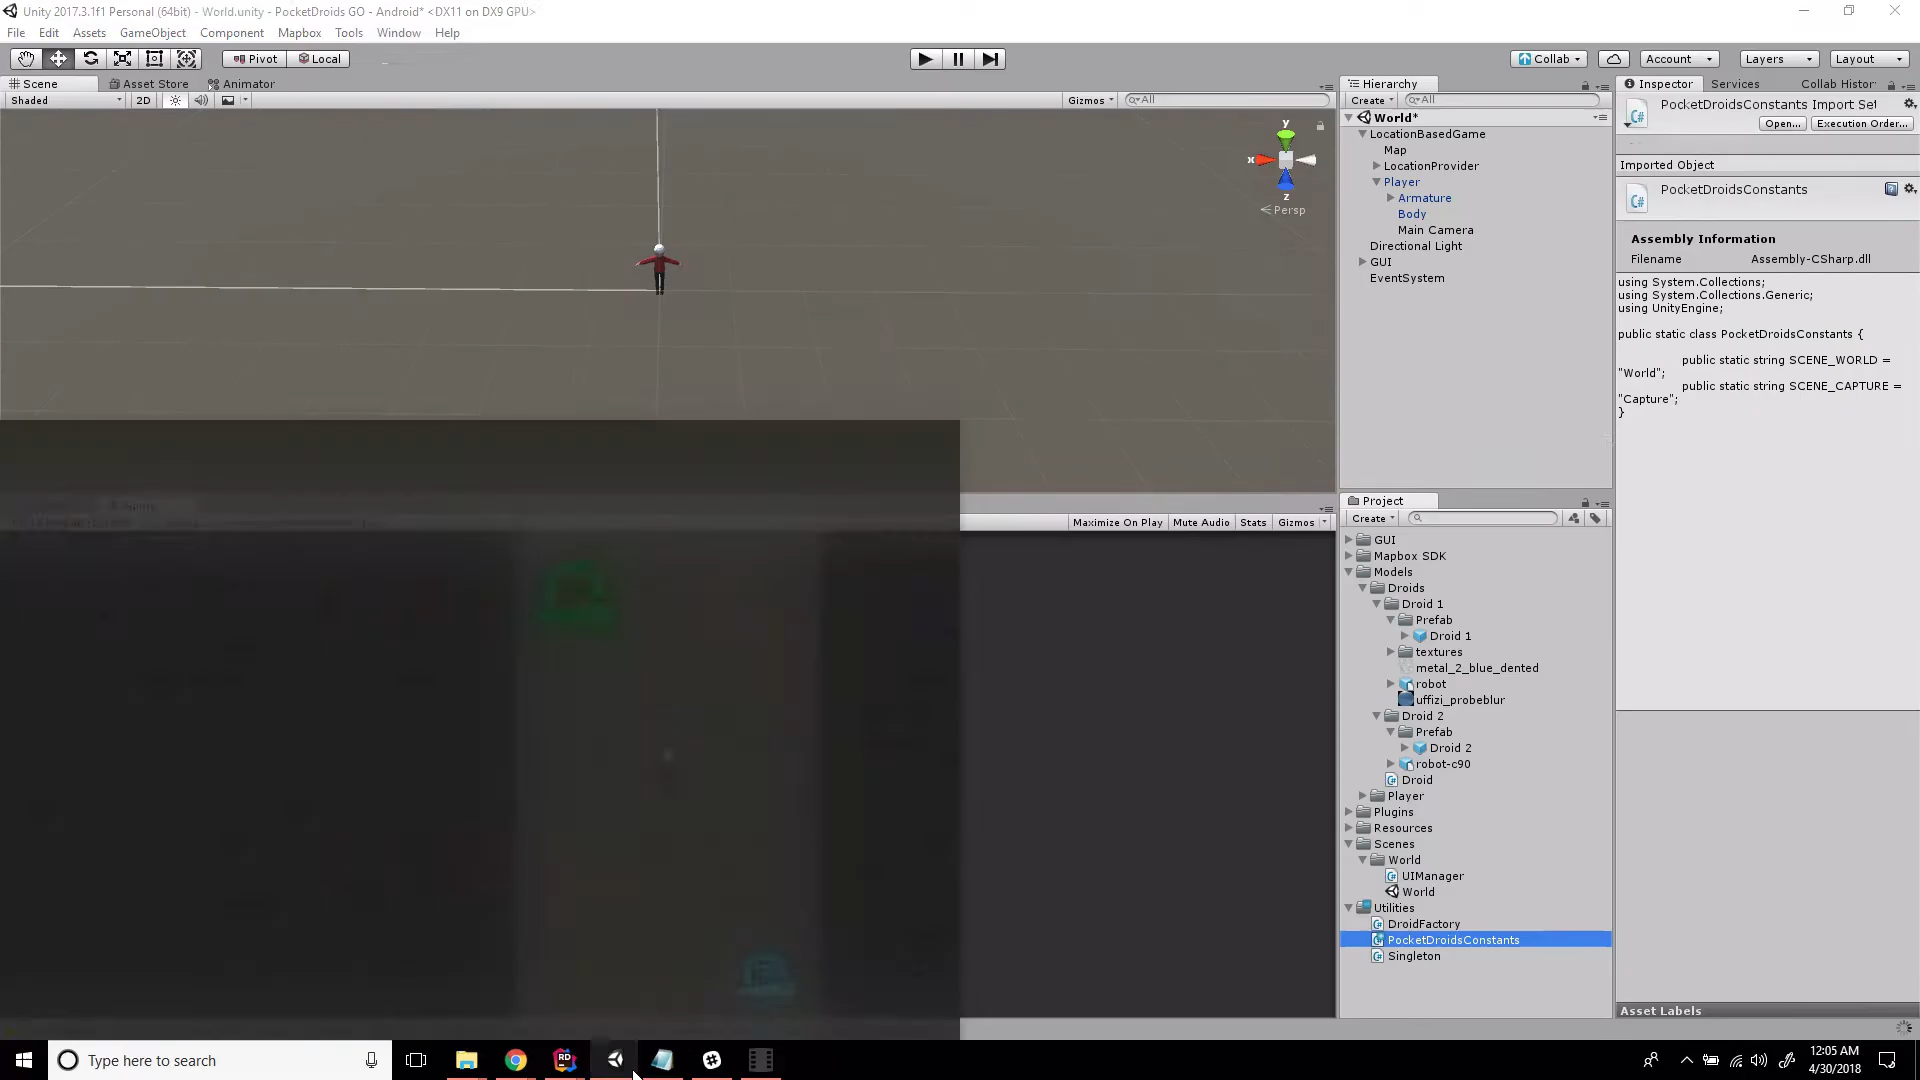 Unity 2017.3.1f1 Personal (64bit) - World.unity - PocketDroids GO - Android* <DX11 on DX9 GPU>
File Edit Assets GameObject Component Mapbox Tools Window Help
Pivot Local Collab Account Layers Layout
Scene Asset Store Animator
Shaded 2D Gizmos All
y
x
z
Persp
Maximize On Play Mute Audio Stats Gizmos
Hierarchy
Create All
World*
LocationBasedGame
Map
LocationProvider
Player
Armature
Body
Main Camera
Directional Light
GUI
EventSystem
Project
Create
GUI
Mapbox SDK
Models
Droids
Droid 1
Prefab
Droid 1
textures
metal_2_blue_dented
robot
uffizi_probeblur
Droid 2
Prefab
Droid 2
robot-c90
Droid
Player
Plugins
Resources
Scenes
World
UIManager
World
Utilities
DroidFactory
PocketDroidsConstants
Singleton
Inspector Services Collab Histor
PocketDroidsConstants Import Set
Open... Execution Order...
Imported Object
PocketDroidsConstants
Assembly Information
Filename Assembly-CSharp.dll
using System.Collections;
using System.Collections.Generic;
using UnityEngine;
public static class PocketDroidsConstants {
public static string SCENE_WORLD =
"World";
public static string SCENE_CAPTURE =
"Capture";
}
Asset Labels
Type here to search
RD
12:05 AM
4/30/2018